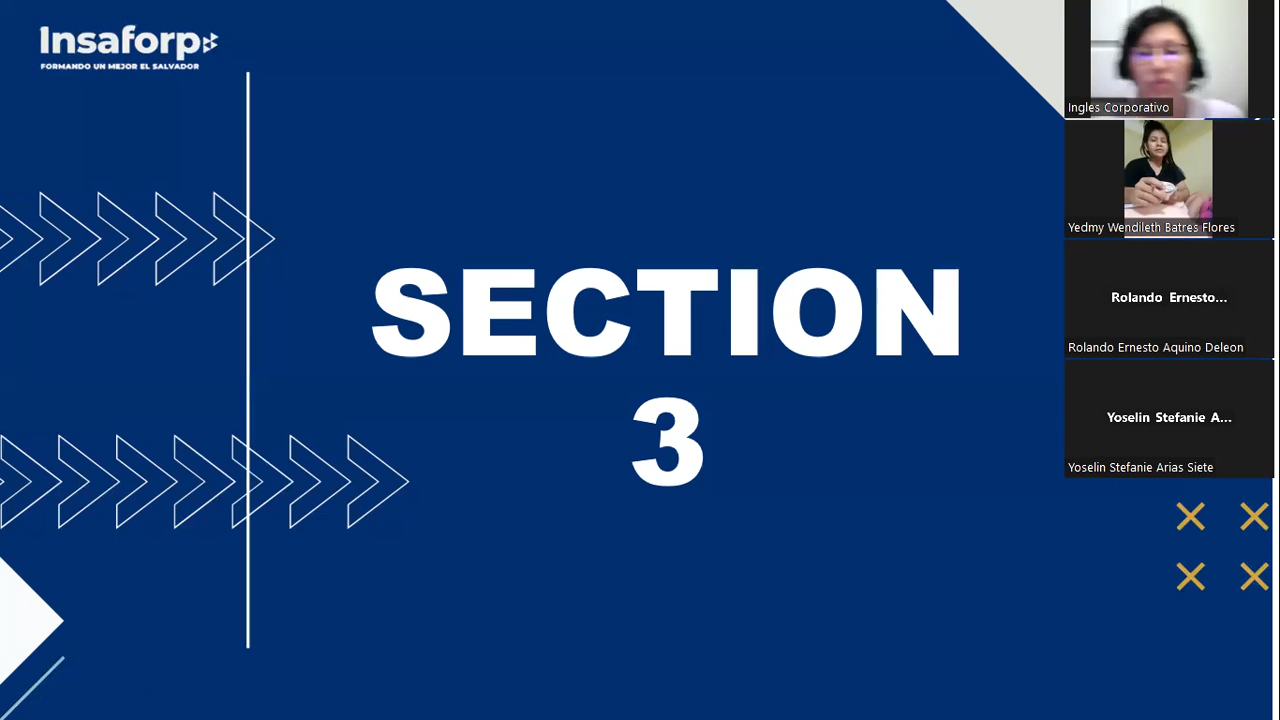 Insaforp
FORMANDO UN MEJOR EL SALVADOR
SECTION
3
Ingles Corporativo
Yedmy Wendileth Batres Flores
Rolando Ernesto...
Rolando Ernesto Aquino Deleon
Yoselin Stefanie A...
Yoselin Stefanie Arias Siete